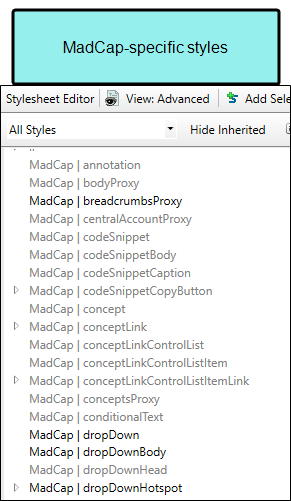 MadCap-specific styles
Stylesheet Editor View: Advanced Add Sele
All Styles Hide Inherited
MadCap | annotation
MadCap | bodyProxy
MadCap | breadcrumbsProxy
MadCap | centralAccountProxy
MadCap | codeSnippet
MadCap | codeSnippetBody
MadCap | codeSnippetCaption
MadCap | codeSnippetCopyButton
MadCap | concept
MadCap | conceptLink
MadCap | conceptLinkControlList
MadCap | conceptLinkControlListItem
MadCap | conceptLinkControlListItemLink
MadCap | conceptsProxy
MadCap | conditionalText
MadCap | dropDown
MadCap | dropDownBody
MadCap | dropDownHead
MadCap | dropDownHotspot